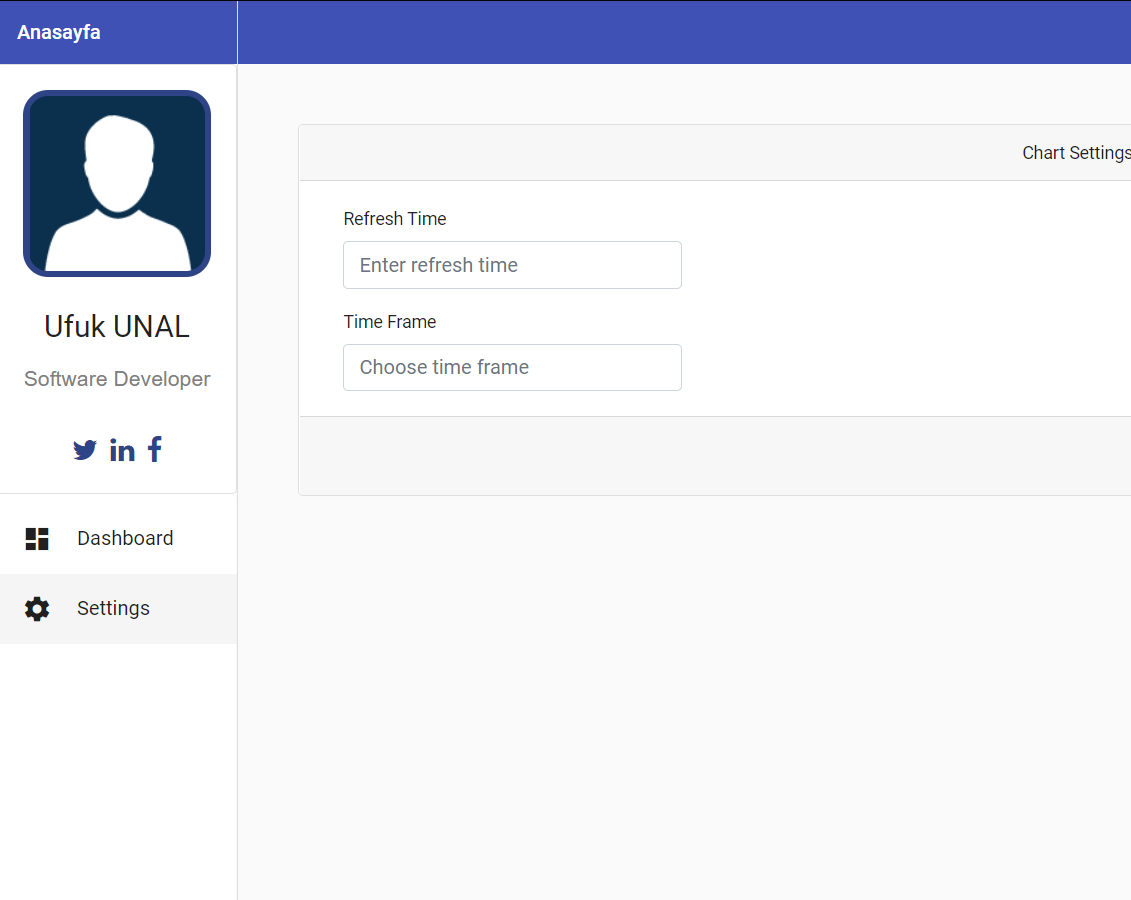 Anasayfa
Ufuk UNAL
Software Developer
Dashboard
Settings
Chart Settings
Refresh Time
Enter refresh time
Time Frame
Choose time frame